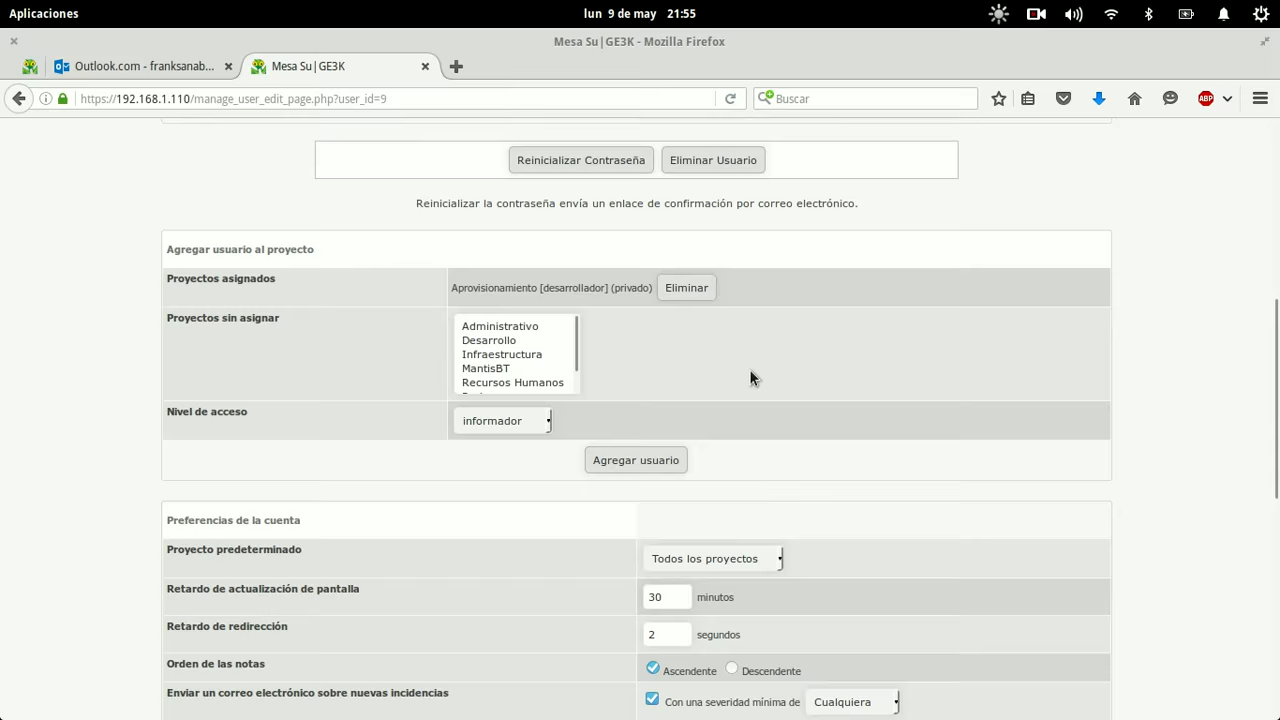 Aplicaciones
lun 9 de may 21:55
Mesa Su|GE3K - Mozilla Firefox
Outlook.com - franksanab...
Mesa Su|GE3K
https://192.168.1.110/manage_user_edit_page.php?user_id=9
Buscar
ABP
Reinicializar Contraseña
Eliminar Usuario
Reinicializar la contraseña envía un enlace de confirmación por correo electrónico.
Agregar usuario al proyecto
Proyectos asignados
Aprovisionamiento [desarrollador] (privado)
Eliminar
Proyectos sin asignar
Administrativo
Desarrollo
Infraestructura
MantisBT
Recursos Humanos
Nivel de acceso
informador
Agregar usuario
Preferencias de la cuenta
Proyecto predeterminado
Todos los proyectos
Retardo de actualización de pantalla
30 minutos
Retardo de redirección
2 segundos
Orden de las notas
Ascendente
Descendente
Enviar un correo electrónico sobre nuevas incidencias
Con una severidad mínima de
Cualquiera